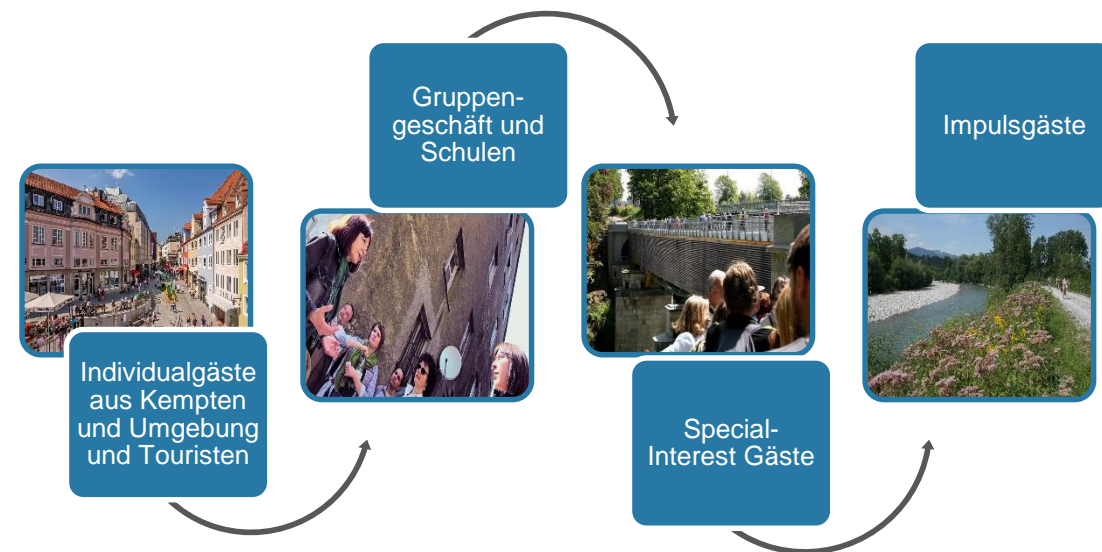 Individualgäste
aus Kempten
und Umgebung
und Touristen
Gruppen-
geschäft und
Schulen
Special-
Interest Gäste
Impulsgäste